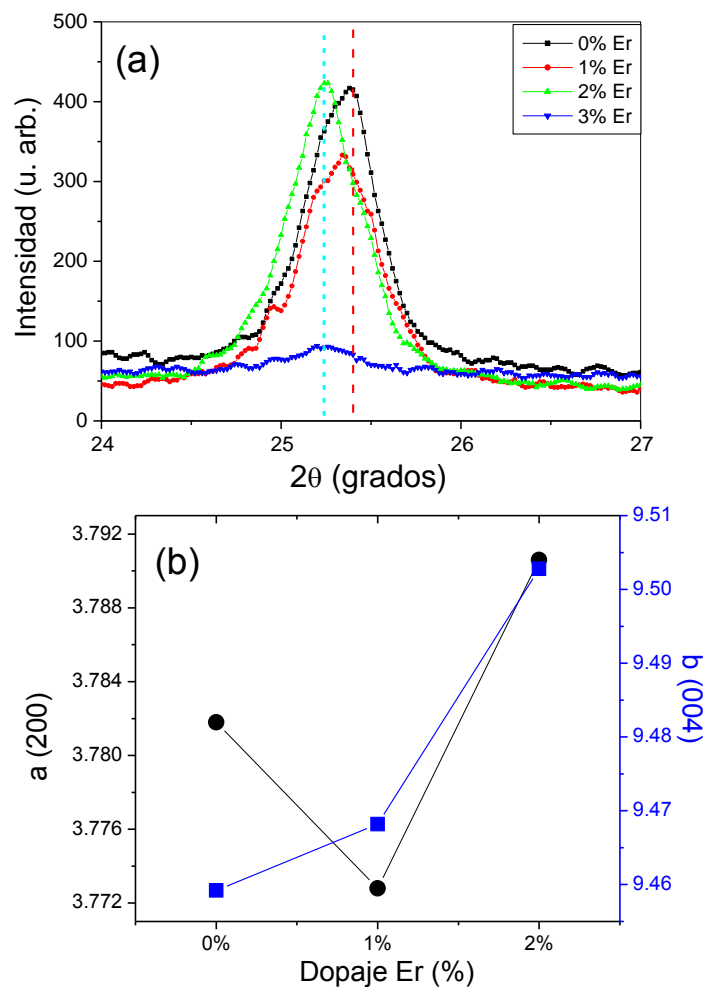 500
400
300
200
100
0
Intensidad (u. arb.)
(a)
0% Er
1% Er
2% Er
3% Er
24 25 26 27
2θ (grados)
3.792
3.788
3.784
3.780
3.776
3.772
a (200)
(b)
9.51
9.50
9.49
9.48
9.47
9.46
b (004)
0% 1% 2%
Dopaje Er (%)